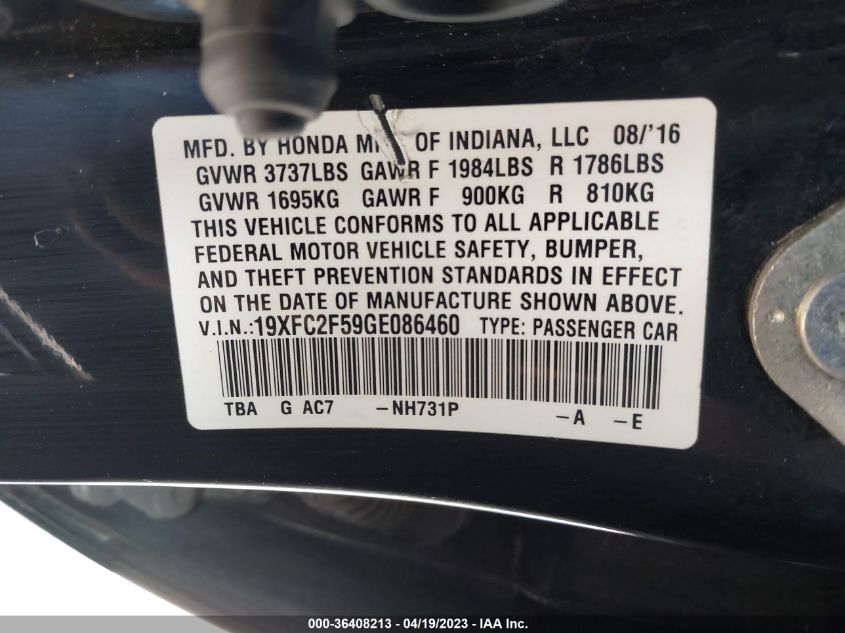 MFD. BY HONDA OF INDIANA, LLC 08/'16
GVWR 3737LBS GAWR F 1984LBS R 1786LBS
GVWR 1695KG GAWR F 900KG R 810KG
THIS VEHICLE CONFORMS TO ALL APPLICABLE
FEDERAL MOTOR VEHICLE SAFETY, BUMPER,
AND THEFT PREVENTION STANDARDS IN EFFECT
ON THE DATE OF MANUFACTURE SHOWN ABOVE.
V.I.N.:19XFC2F59GE086460 TYPE: PASSENGER CAR
TBA G AC7 -NH731P -A -E
000-36408213 - 04/19/2023 - IAA Inc.